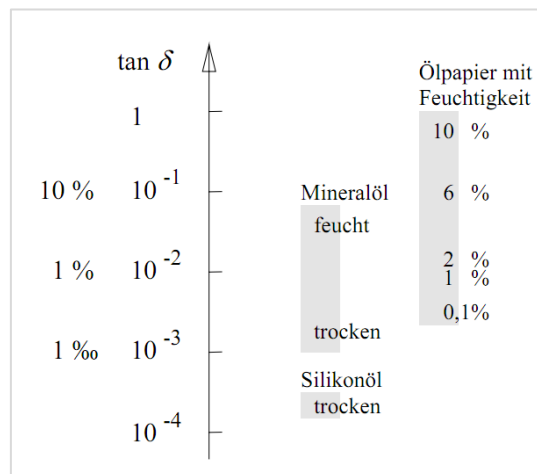 tan δ
Ölpapier mit
Feuchtigkeit
1
10 %
10 % 10 -1
Mineralöl
6 %
feucht
1 % 10 -2
2 %
1 %
0,1%
1 ‰ 10 -3
trocken
Silikonöl
trocken
10 -4